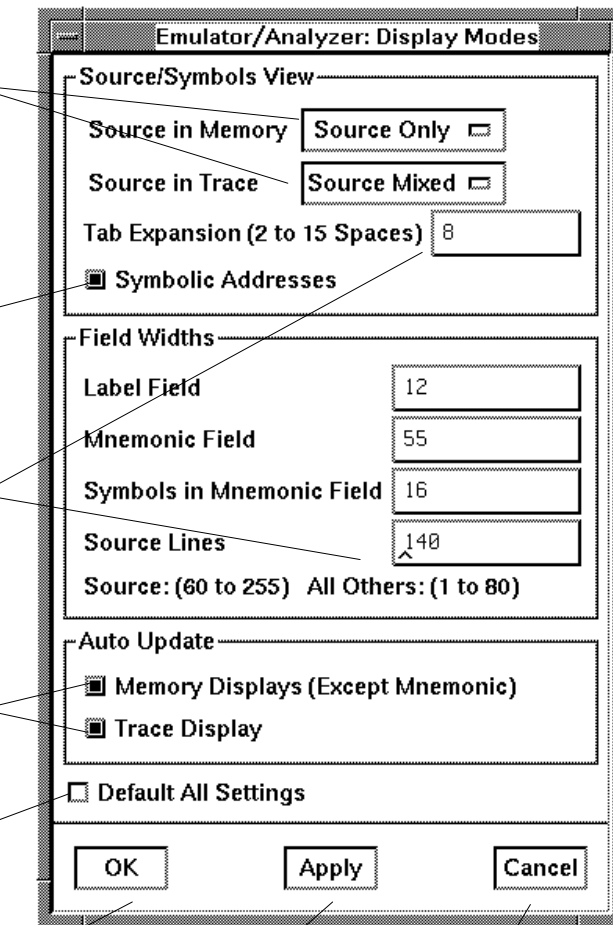 Emulator/Analyzer: Display Modes
Source/Symbols View
Source in Memory Source Only
Source in Trace Source Mixed
Tab Expansion (2 to 15 Spaces) 8
Symbolic Addresses
Field Widths
Label Field 12
Mnemonic Field 55
Symbols in Mnemonic Field 16
Source Lines 140
Source: (60 to 255) All Others: (1 to 80)
Auto Update
Memory Displays (Except Mnemonic)
Trace Display
Default All Settings
OK Apply Cancel